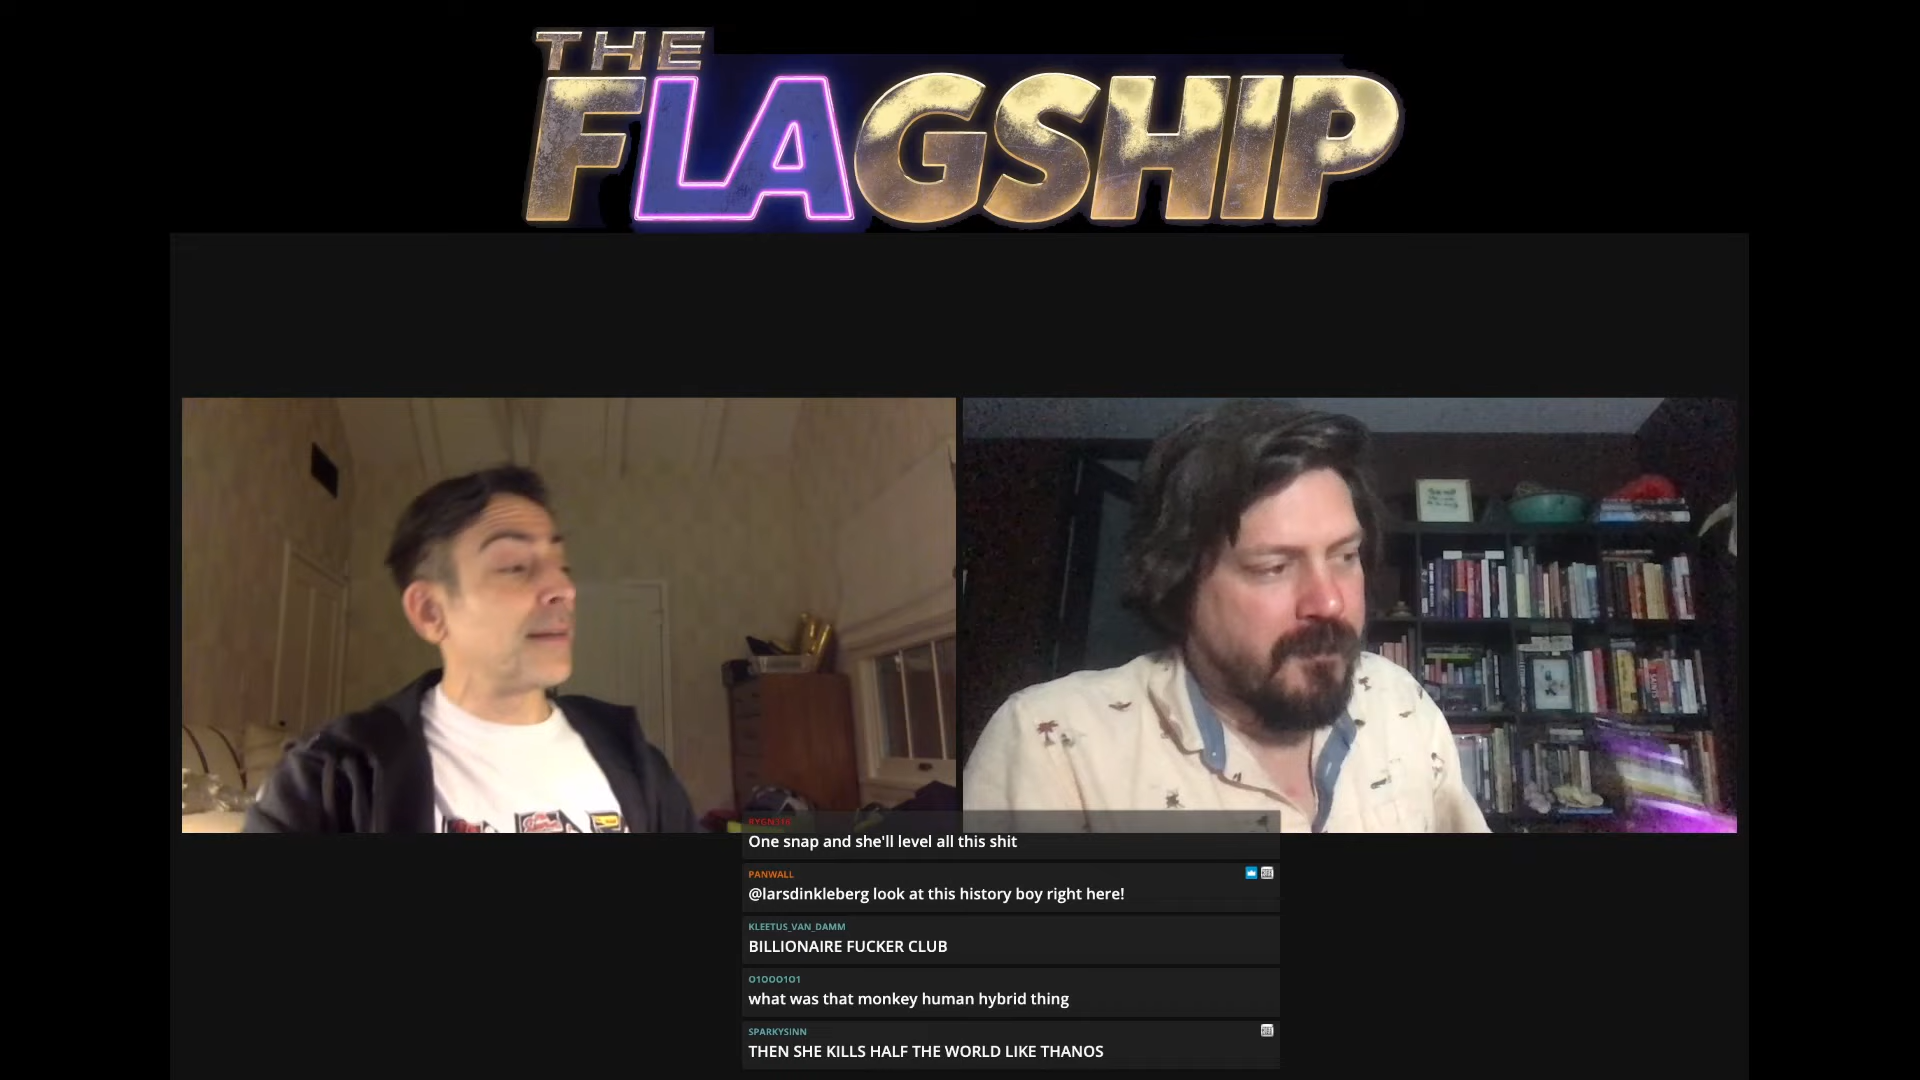 THE
FLAGSHIP
RYGN316
One snap and she'll level all this shit
PANWALL
@larsdinkleberg look at this history boy right here!
KLEETUS_VAN_DAMM
BILLIONAIRE FUCKER CLUB
O1OOO1O1
what was that monkey human hybrid thing
SPARKYSINN
THEN SHE KILLS HALF THE WORLD LIKE THANOS